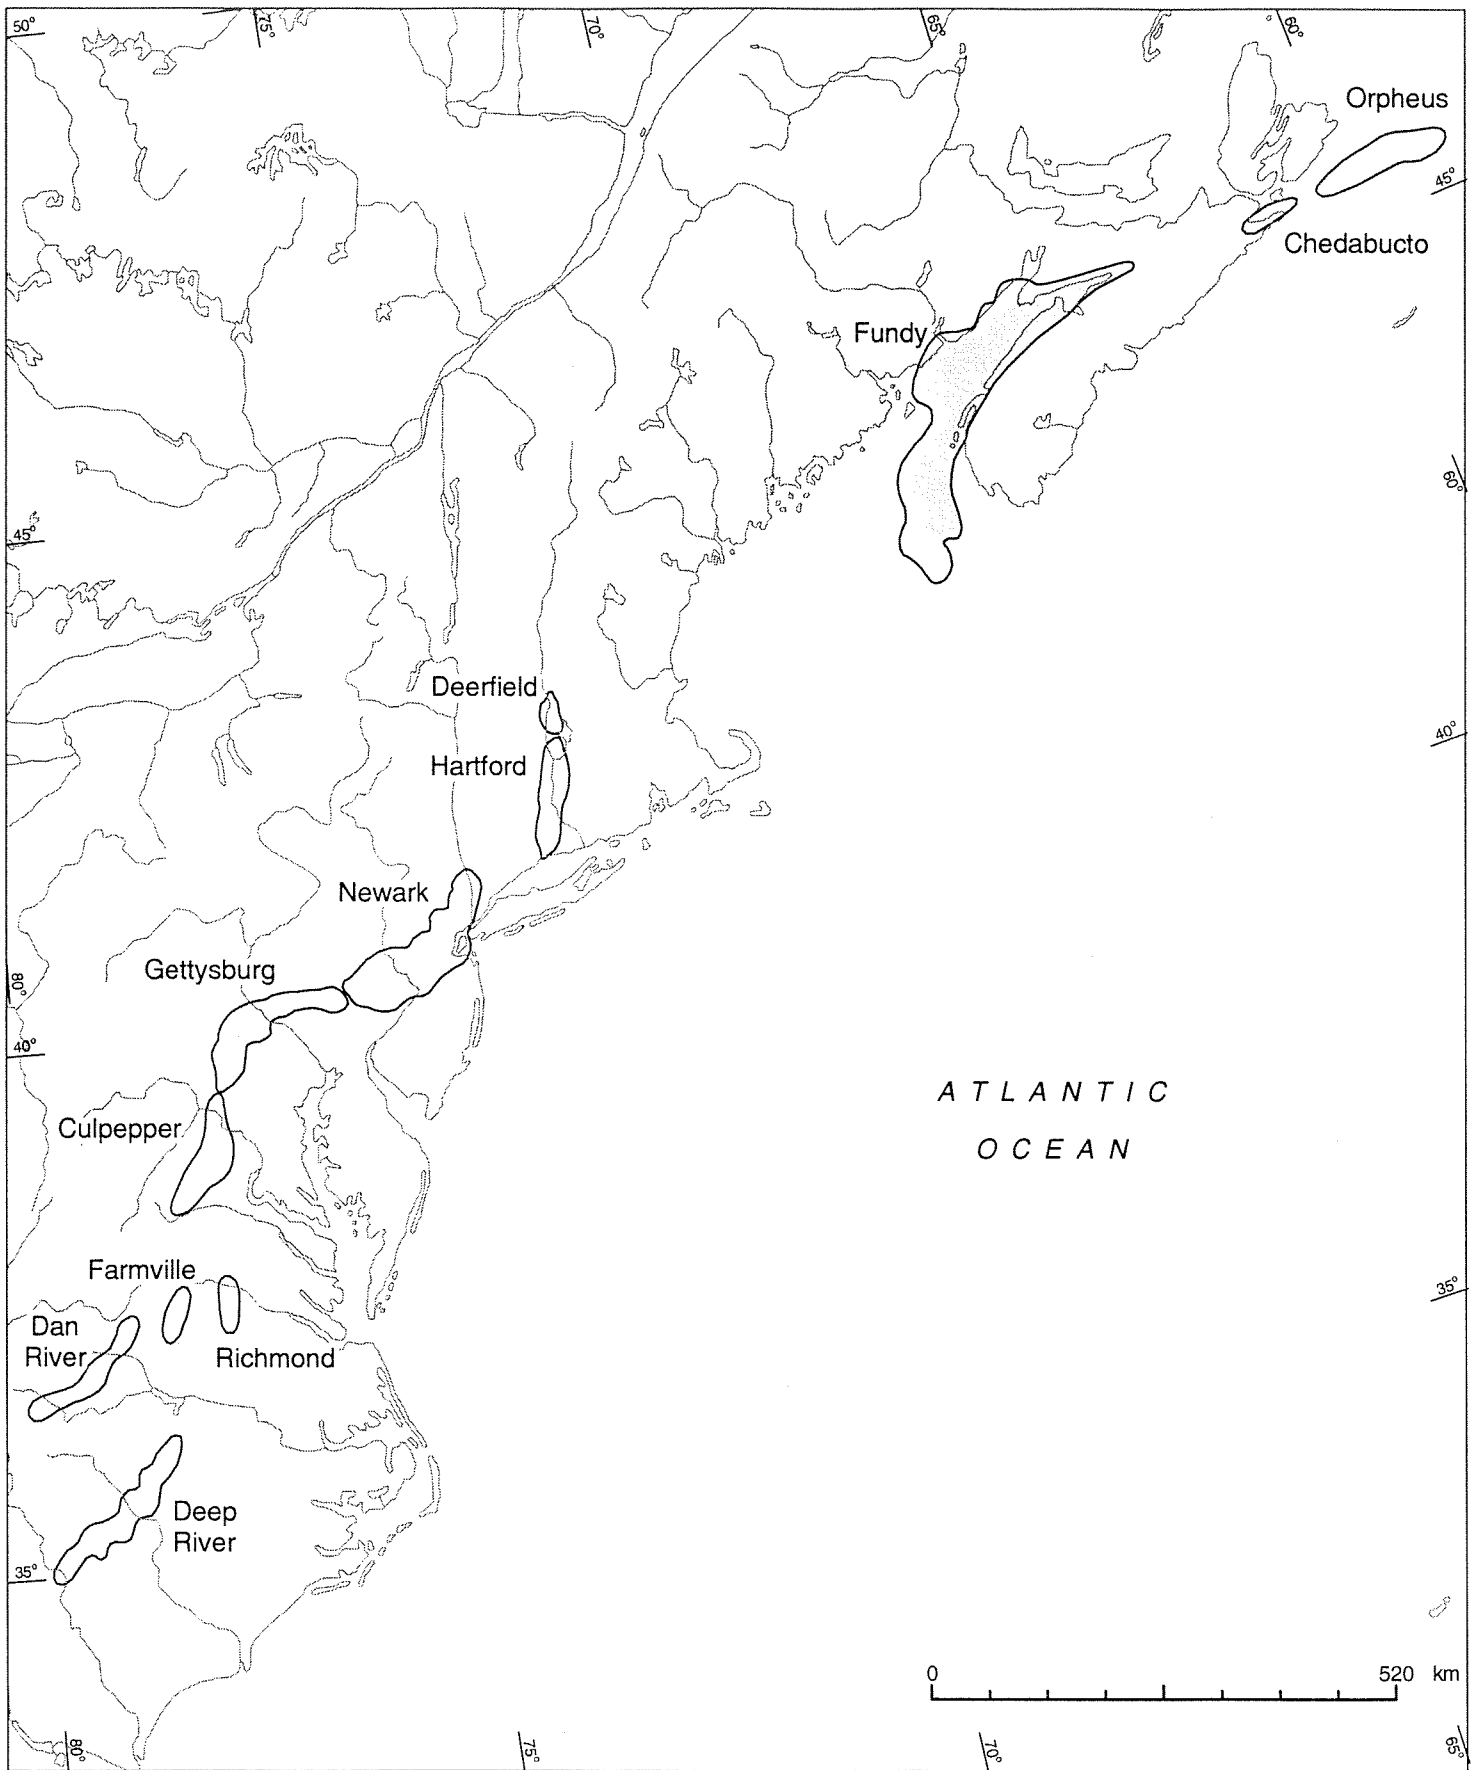 50°
75°
70°
65°
60°
Orpheus
45°
Chedabucto
Fundy
60°
45°
Deerfield
40°
Hartford
Newark
Gettysburg
80°
40°
ATLANTIC
OCEAN
Culpepper
Farmville
35°
Dan
River
Richmond
Deep
River
35°
0 520 km
80°
75°
70°
65°